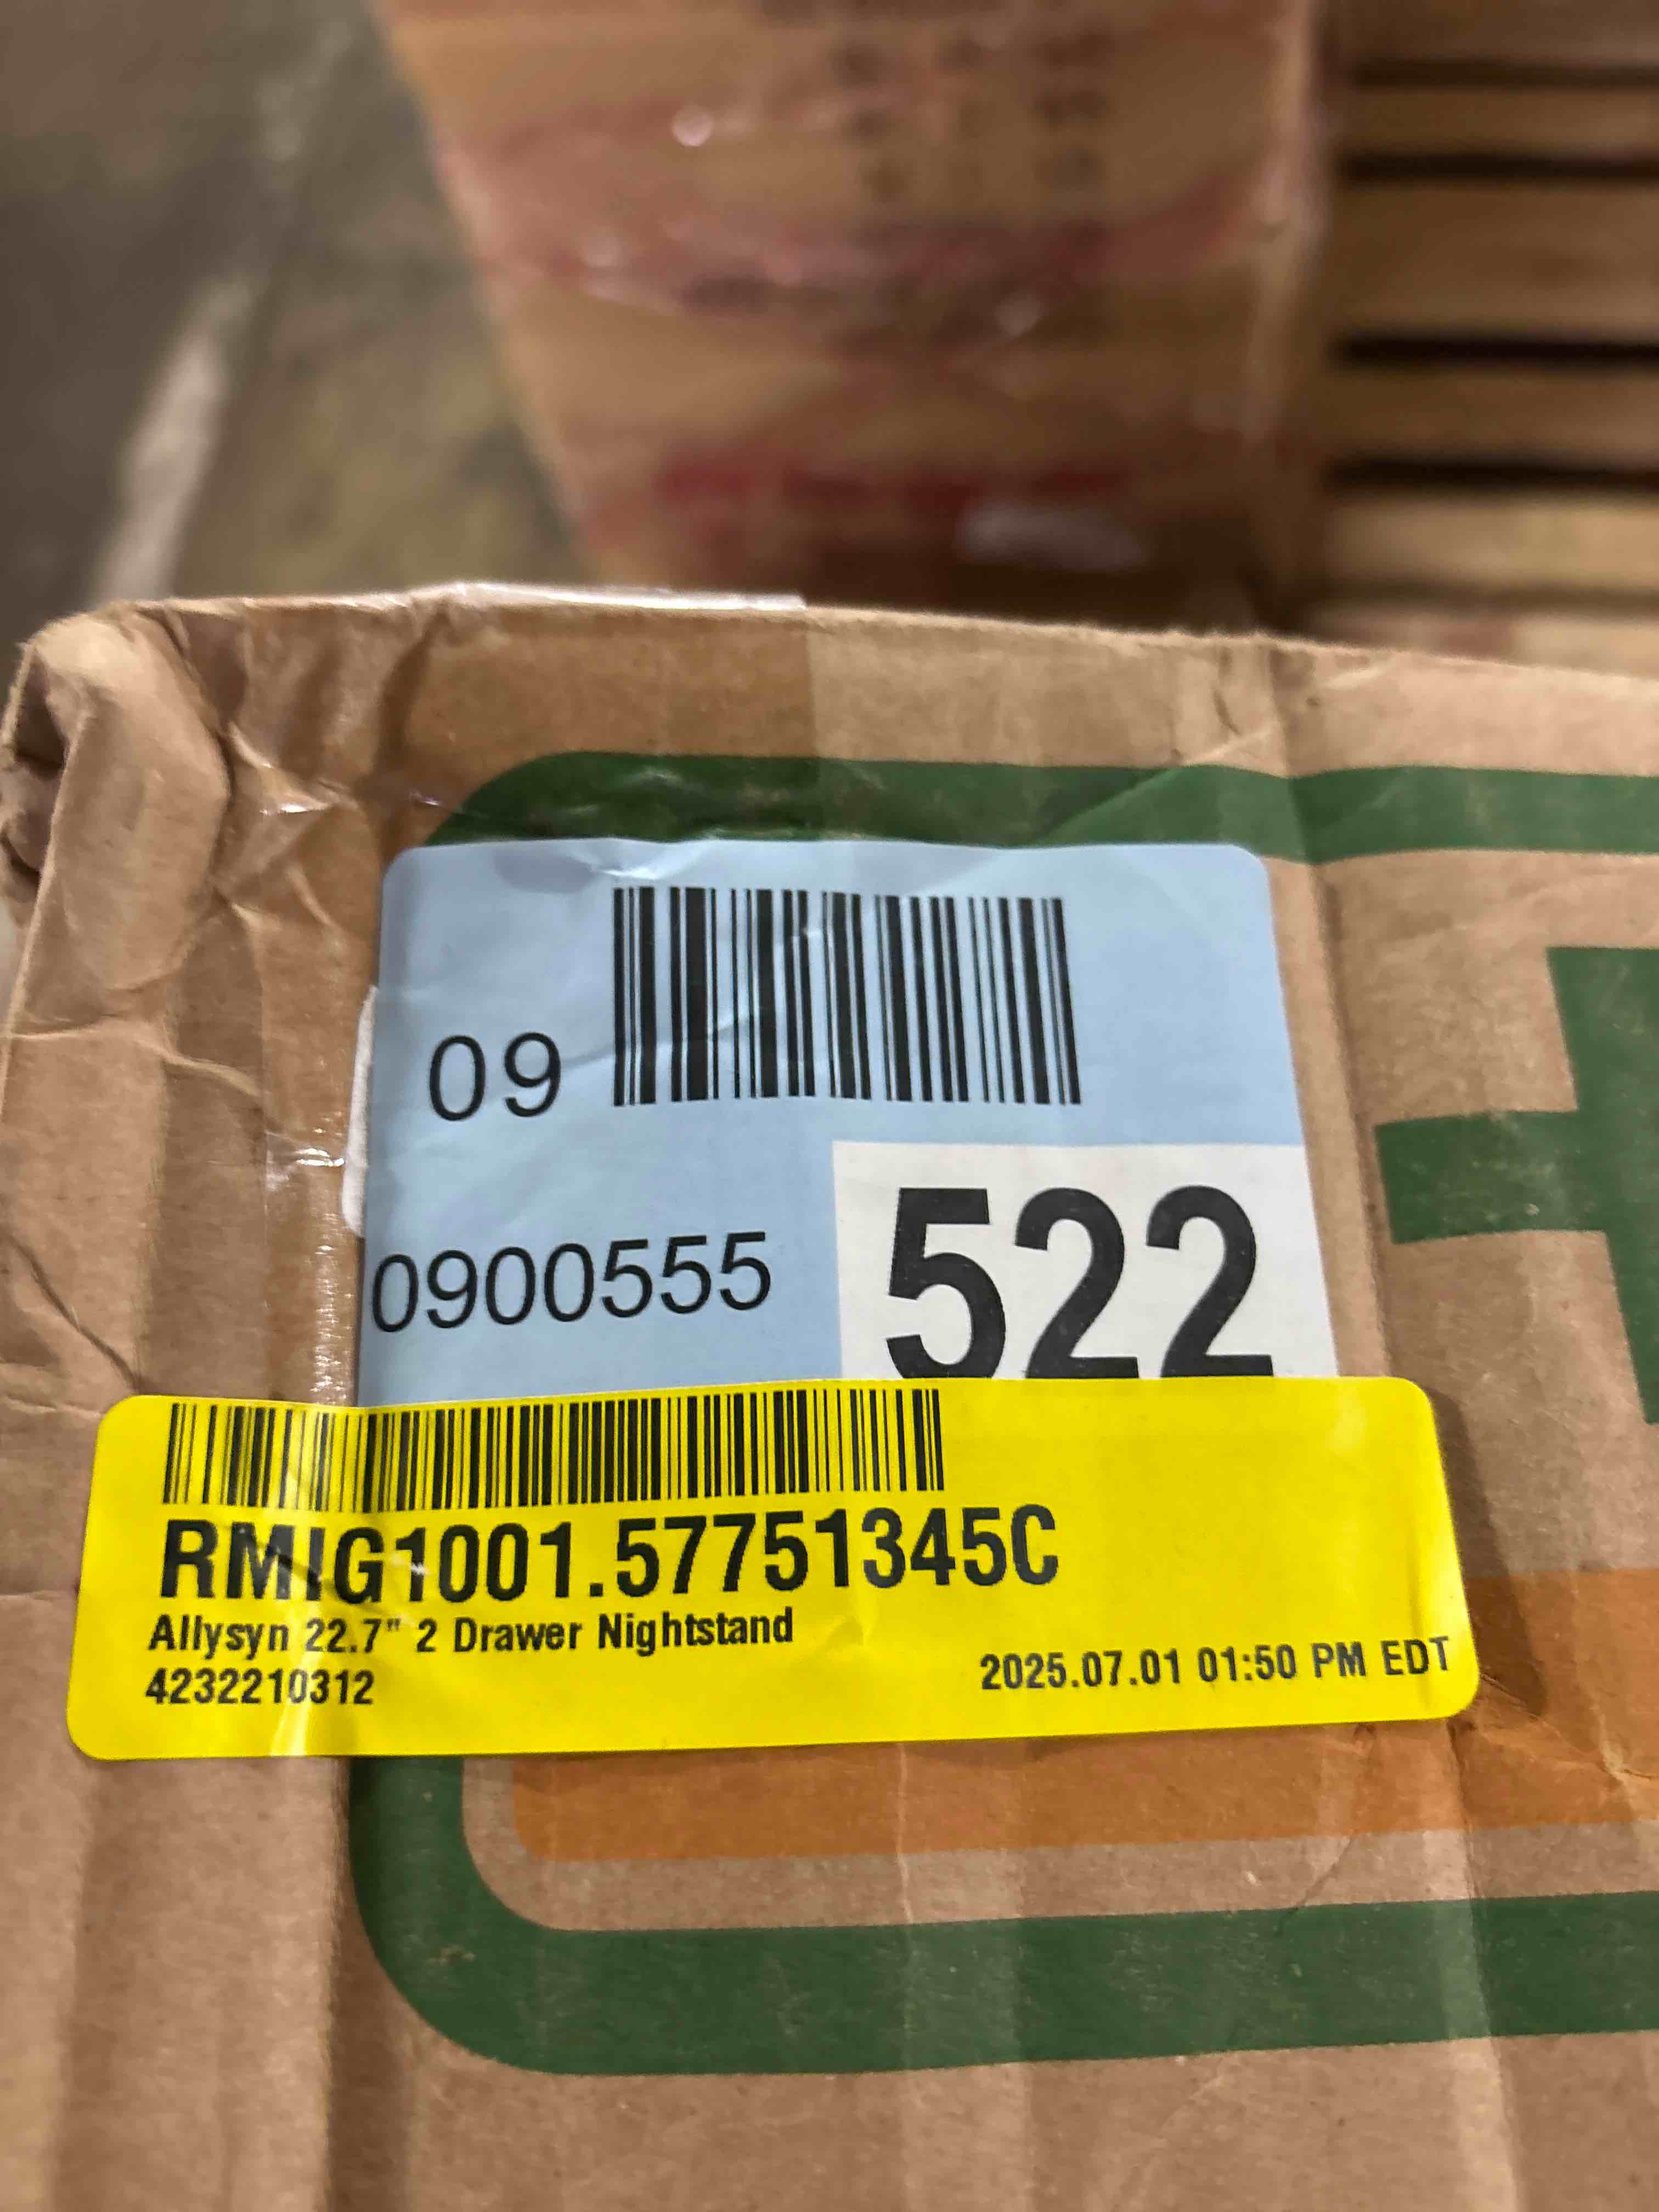 09
0900555
522
RMIG1001.57751345C
Allysyn 22.7" 2 Drawer Nightstand
4232210312
2025.07.01 01:50 PM EDT